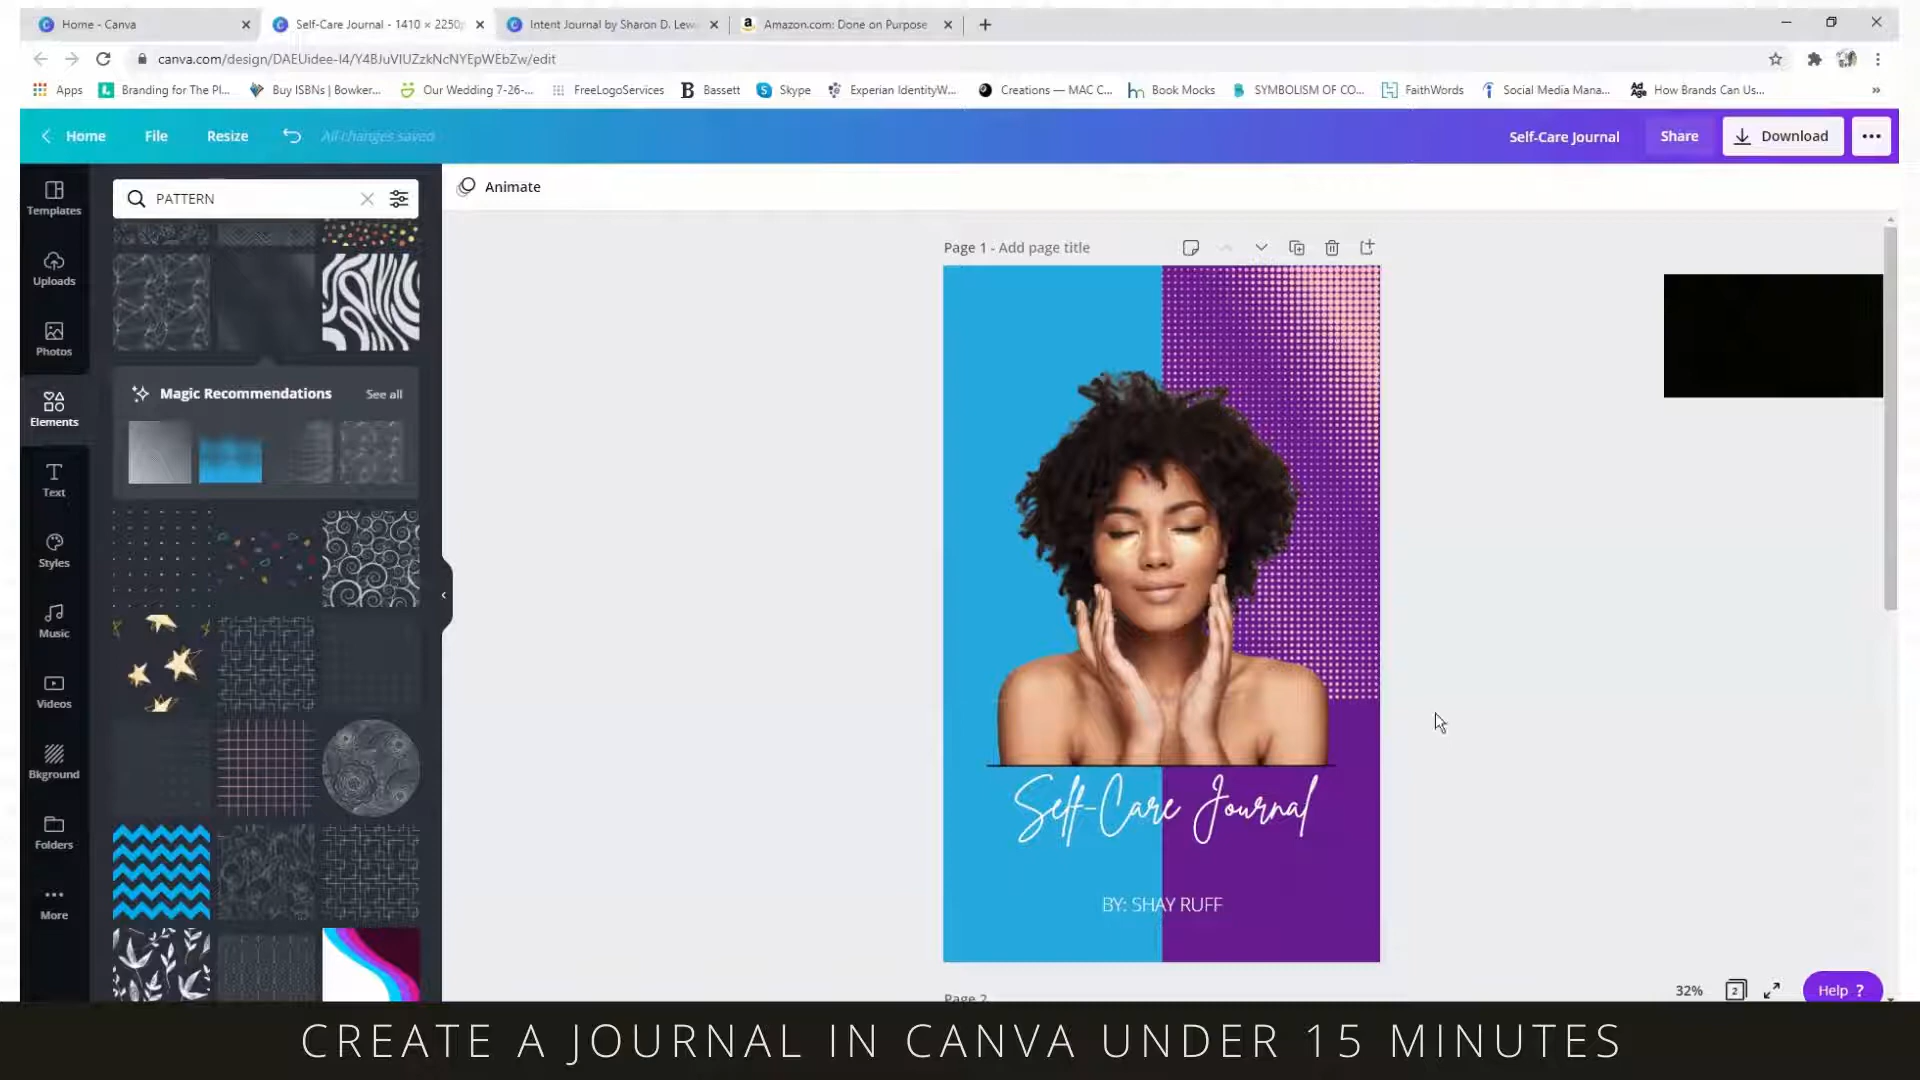 Home - Canva
Self-Care Journal - 1410 × 2250p
Intent Journal by Sharon D. Lew
Amazon.com: Done on Purpose
canva.com/design/DAEUidee-I4/Y4BJuVIUZzkNcNYEpWEbZw/edit
Apps
Branding for The Pl...
Buy ISBNs | Bowker...
Our Wedding 7-26-...
FreeLogoServices
Bassett
Skype
Experian IdentityW...
Creations — MAC C...
Book Mocks
SYMBOLISM OF CO...
FaithWords
Social Media Mana...
How Brands Can Us...
Home
File
Resize
All changes saved
Self-Care Journal
Share
Download
Templates
Uploads
Photos
Elements
Text
Styles
Music
Videos
Bkground
Folders
More
PATTERN
Magic Recommendations
See all
Animate
Page 1 - Add page title
Self-Care Journal
BY: SHAY RUFF
Page 2
32%
2
Help ?
CREATE A JOURNAL IN CANVA UNDER 15 MINUTES